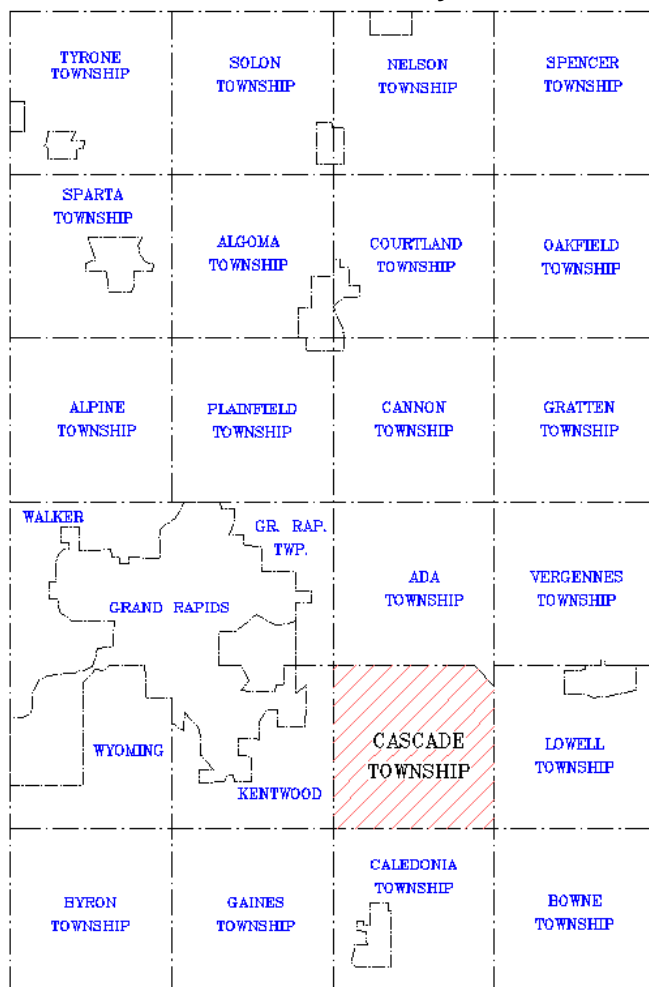 TYRONE
TOWNSHIP
SOLON
TOWNSHIP
NELSON
TOWNSHIP
SPENCER
TOWNSHIP
SPARTA
TOWNSHIP
ALGOMA
TOWNSHIP
COURTLAND
TOWNSHIP
OAKFIELD
TOWNSHIP
ALPINE
TOWNSHIP
PLAINFIELD
TOWNSHIP
CANNON
TOWNSHIP
GRATTEN
TOWNSHIP
WALKER
GR. RAP.
TWP.
GRAND RAPIDS
ADA
TOWNSHIP
VERGENNES
TOWNSHIP
WYOMING
KENTWOOD
CASCADE
TOWNSHIP
LOWELL
TOWNSHIP
BYRON
TOWNSHIP
GAINES
TOWNSHIP
CALEDONIA
TOWNSHIP
BOWNE
TOWNSHIP